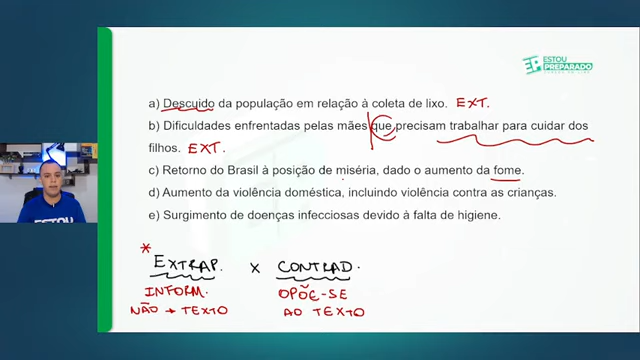 ESTOU
PREPARADO
a) Descuido da população em relação à coleta de lixo. EXT.
b) Dificuldades enfrentadas pelas mães que precisam trabalhar para cuidar dos
filhos. EXT.
c) Retorno do Brasil à posição de miséria, dado o aumento da fome.
d) Aumento da violência doméstica, incluindo violência contra as crianças.
e) Surgimento de doenças infecciosas devido à falta de higiene.
* EXTRAP. X CONTRAD.
INFORM. OPÕE-SE
NÃO → TEXTO AO TEXTO
ESTOU